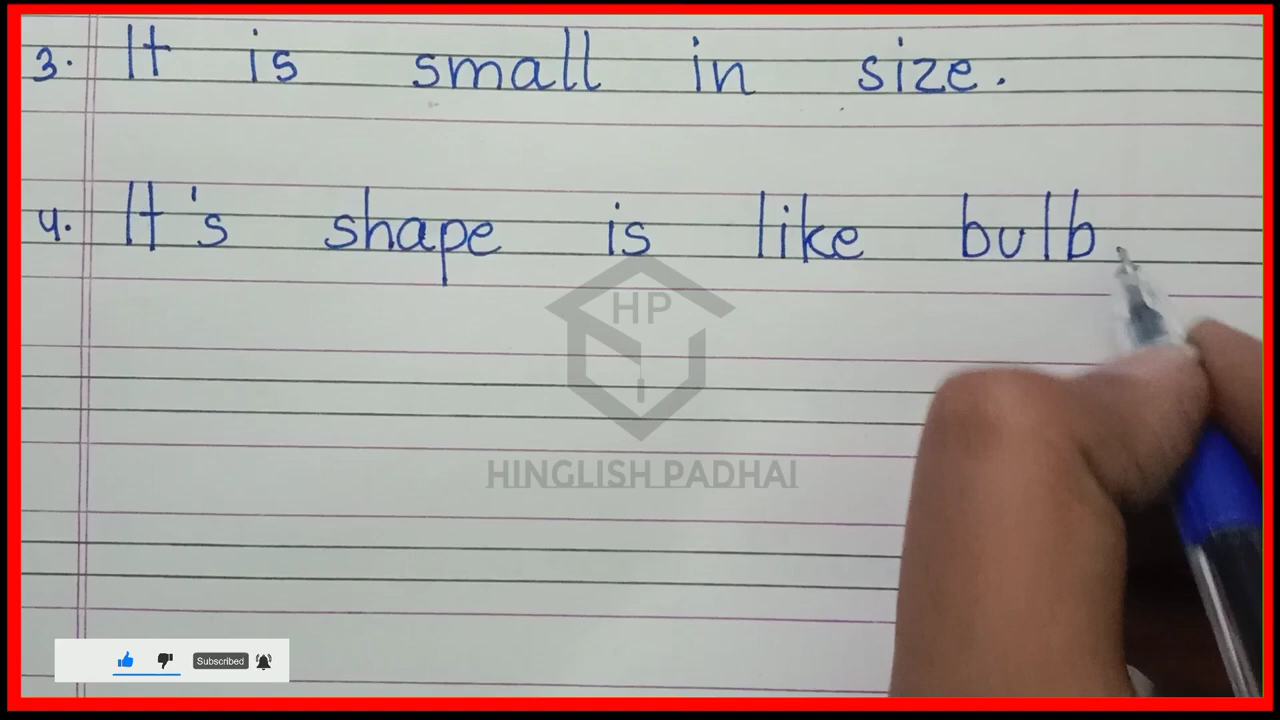 3. It is small in size.
4. It's shape is like bulb.
HP
HINGLISH PADHAI
Subscribed